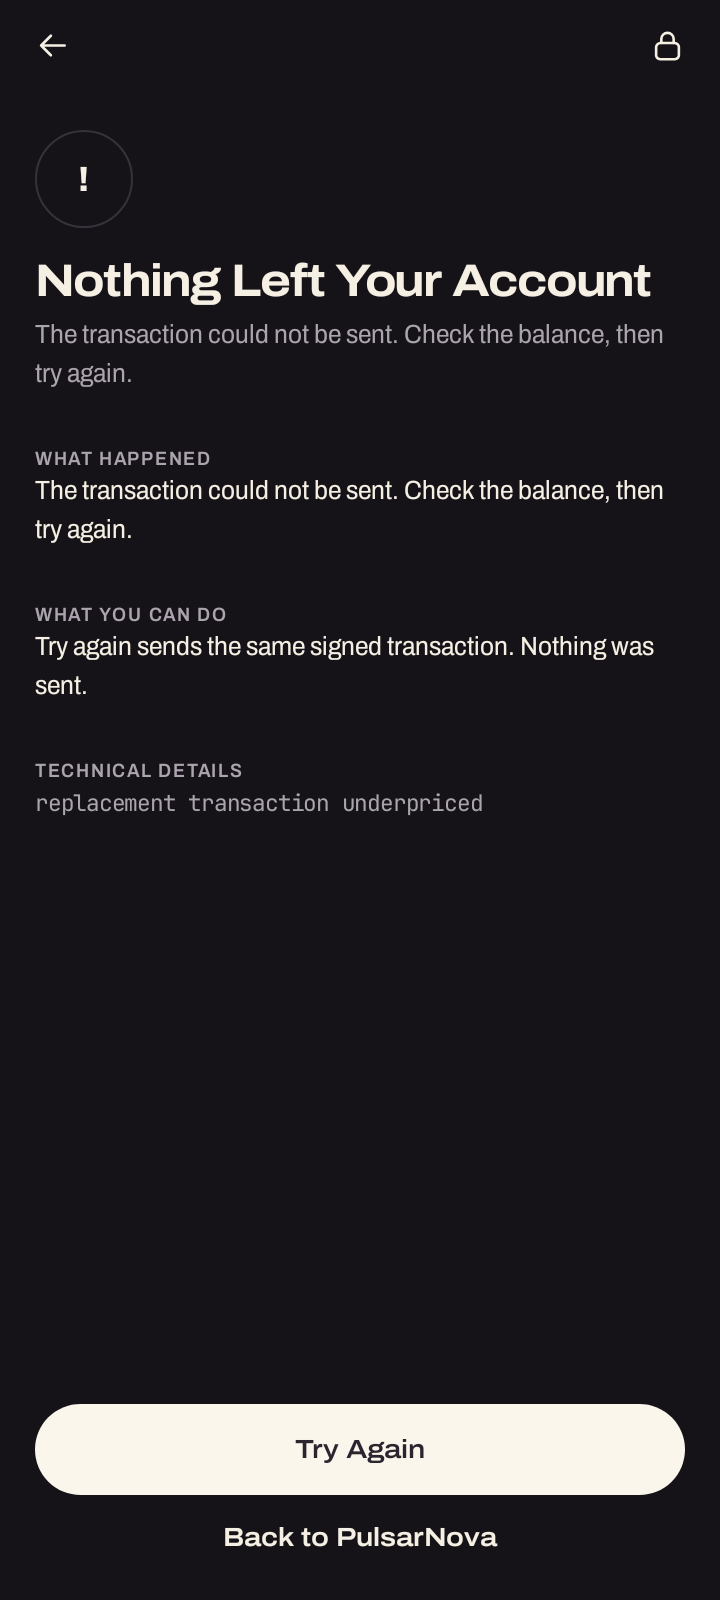 !
Nothing Left Your Account
The transaction could not be sent. Check the balance, then
try again.
WHAT HAPPENED
The transaction could not be sent. Check the balance, then
try again.
WHAT YOU CAN DO
Try again sends the same signed transaction. Nothing was
sent.
TECHNICAL DETAILS
replacement transaction underpriced
Try Again
Back to PulsarNova